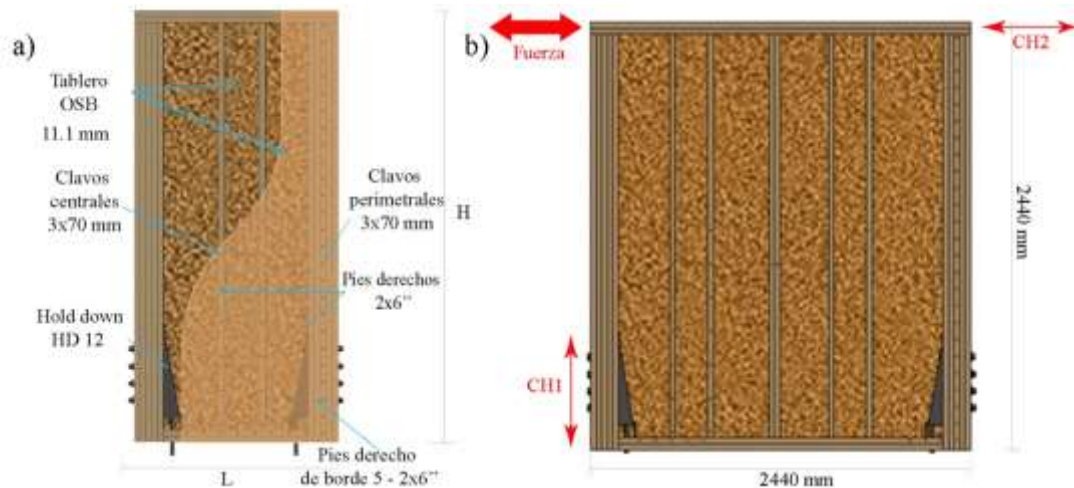 a)
Tablero
OSB
11.1 mm
Clavos
centrales
3x70 mm
Hold down
HD 12
Clavos
perimetrales
3x70 mm
H
Pies derechos
2x6’’
Pies derecho
de borde 5 - 2x6’’
L
b)
Fuerza
CH2
CH1
2440 mm
2440 mm